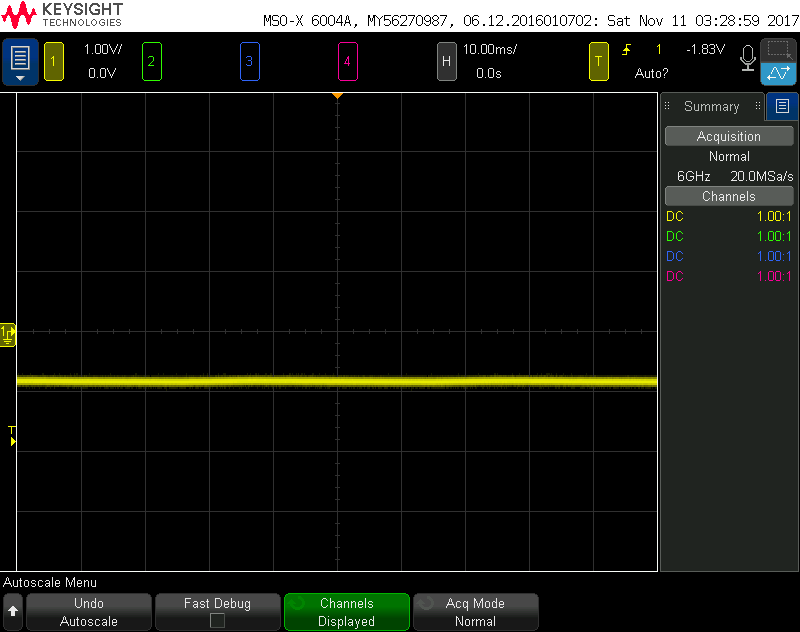 KEYSIGHT
TECHNOLOGIES
MSO-X 6004A, MY56270987, 06.12.2016010702: Sat Nov 11 03:28:59 2017
1 1.00V/ 2 3 4 H 10.00ms/ T 1 -1.83V
0.0V 0.0s Auto?
Summary
Acquisition
Normal
6GHz 20.0MSa/s
Channels
DC 1.00:1
DC 1.00:1
DC 1.00:1
DC 1.00:1
1
T
Autoscale Menu
Undo
Autoscale
Fast Debug
Channels
Displayed
Acq Mode
Normal